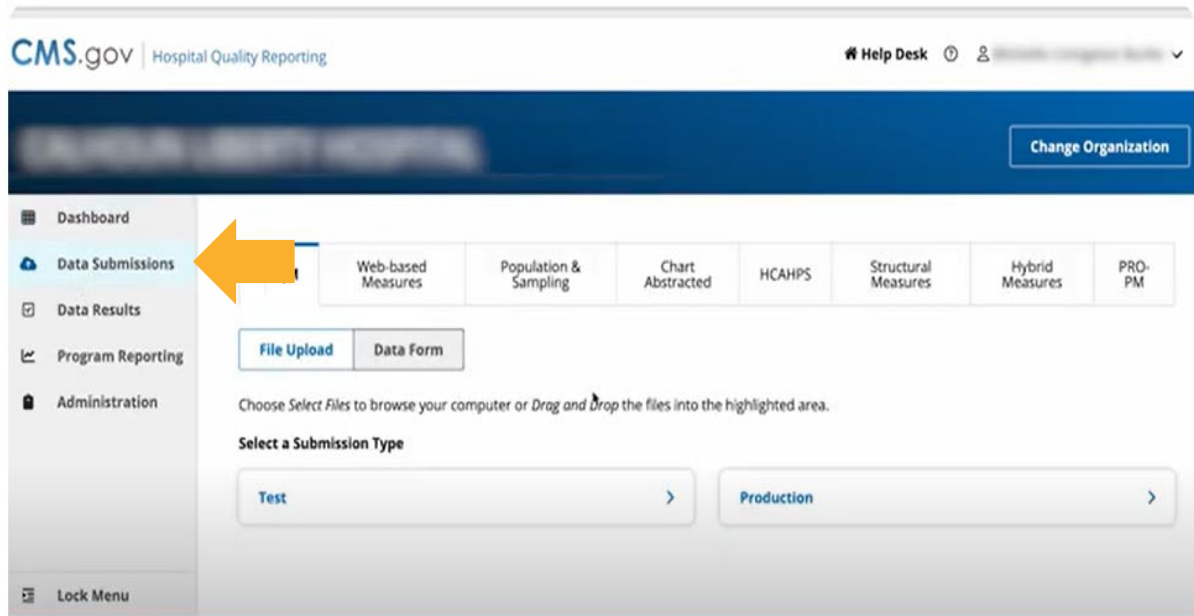 CMS.gov | Hospital Quality Reporting
Help Desk
Change Organization
Dashboard
Data Submissions
Data Results
Program Reporting
Administration
Lock Menu
Web-based
Measures
Population &
Sampling
Chart
Abstracted
HCAHPS
Structural
Measures
Hybrid
Measures
PRO-
PM
File Upload
Data Form
Choose Select Files to browse your computer or Drag and Drop the files into the highlighted area.
Select a Submission Type
Test
Production